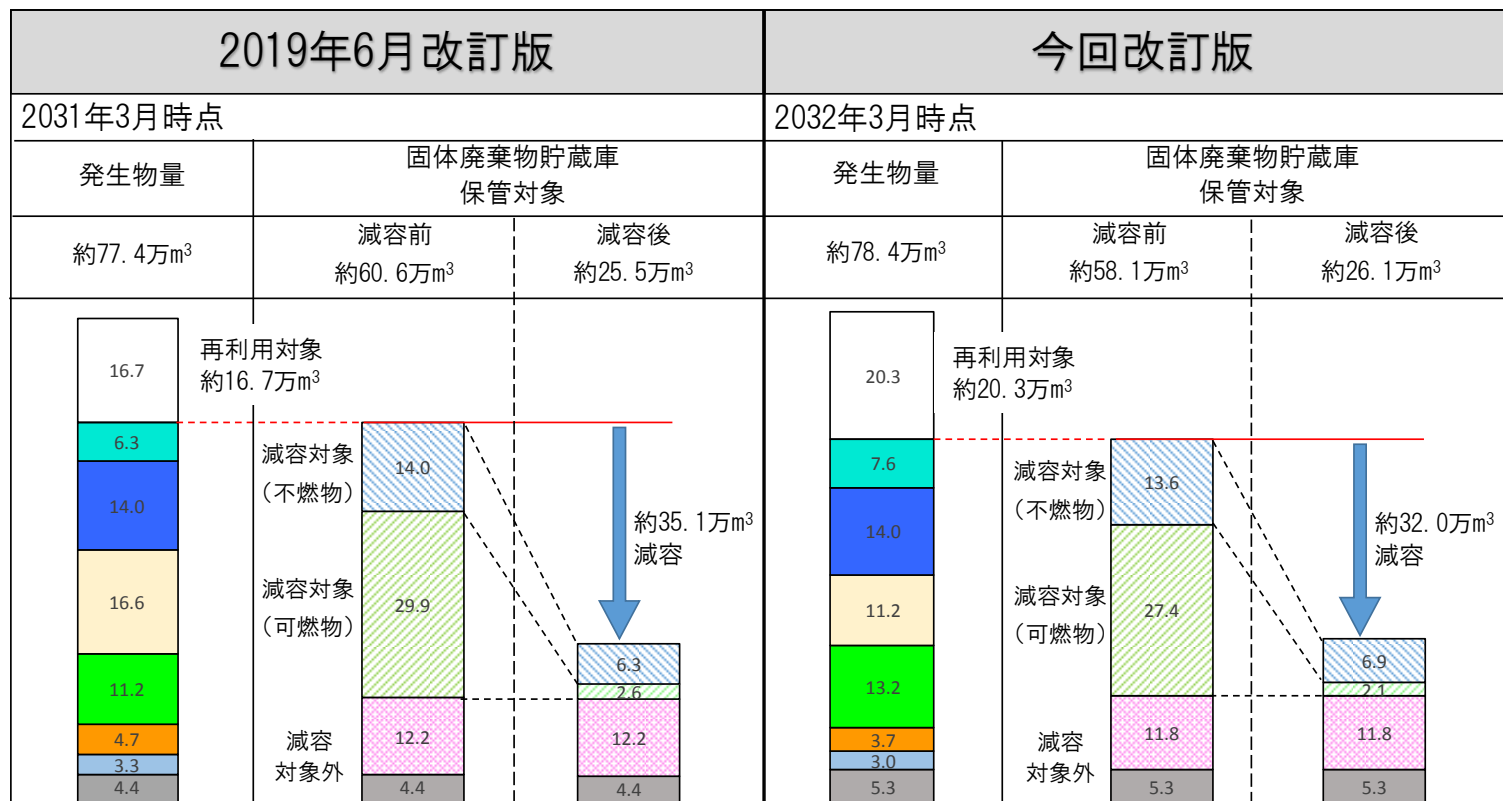 2019年6月改訂版
2031年3月時点
発生物量
固体廃棄物貯蔵庫
保管対象
約77.4万m³
減容前
約60.6万m³
減容後
約25.5万m³
再利用対象
約16.7万m³
16.7
6.3
14.0
16.6
11.2
4.7
3.3
4.4
減容対象
（不燃物）
減容対象
（可燃物）
減容
対象外
14.0
29.9
12.2
4.4
約35.1万m³
減容
6.3
2.6
12.2
4.4
今回改訂版
2032年3月時点
発生物量
固体廃棄物貯蔵庫
保管対象
約78.4万m³
減容前
約58.1万m³
減容後
約26.1万m³
再利用対象
約20.3万m³
20.3
7.6
14.0
11.2
13.2
3.7
3.0
5.3
減容対象
（不燃物）
減容対象
（可燃物）
減容
対象外
13.6
27.4
11.8
5.3
約32.0万m³
減容
6.9
2.1
11.8
5.3